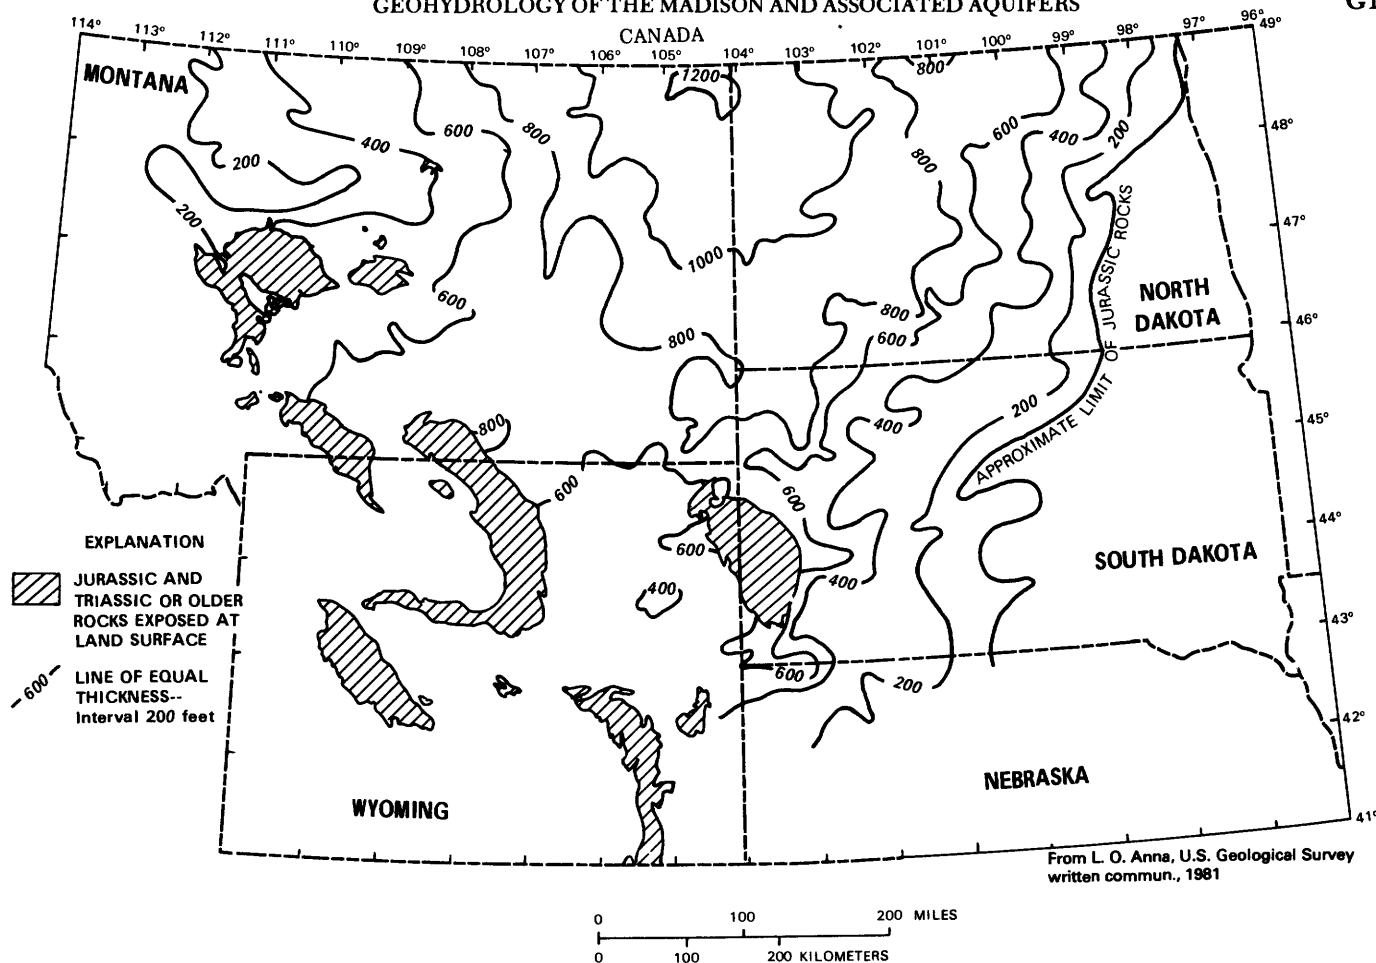 GEOHYDROLOGY OF THE MADISON AND ASSOCIATED AQUIFERS
CANADA
114° 113° 112° 111° 110° 109° 108° 107° 106° 105° 104° 103° 102° 101° 100° 99° 98° 97° 96°
49°
MONTANA
1200
800
600
400
200
48°
400
600
800
800
600
400
200
200
200
47°
1000
APPROXIMATE LIMIT OF JURASSIC ROCKS
NORTH
DAKOTA
600
800
600
46°
800
800
400
200
45°
600
600
44°
600
400
400
SOUTH DAKOTA
43°
600
200
42°
WYOMING
NEBRASKA
41°
EXPLANATION
JURASSIC AND
TRIASSIC OR OLDER
ROCKS EXPOSED AT
LAND SURFACE
600
LINE OF EQUAL
THICKNESS--
Interval 200 feet
From L. O. Anna, U.S. Geological Survey
written commun., 1981
0 100 200 MILES
0 100 200 KILOMETERS